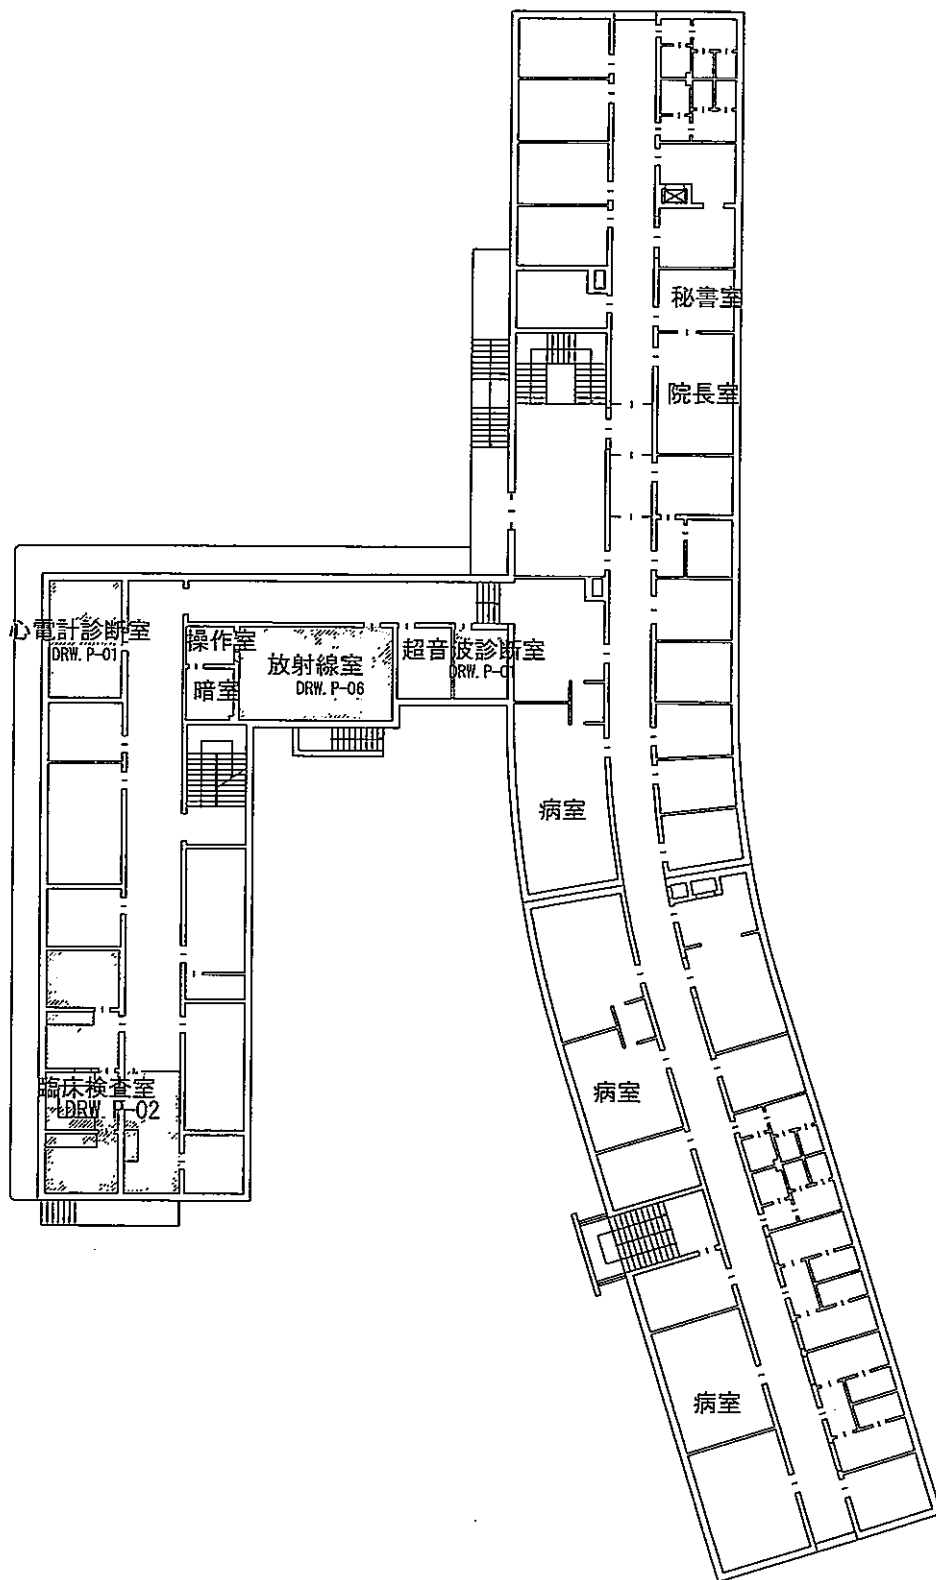 秘書室
院長室
心電計診断室
DRW. P-01
操作室
暗室
放射線室
DRW. P-06
超音波診断室
DRW. P-01
病室
臨床検査室
DRW. P-02
病室
病室